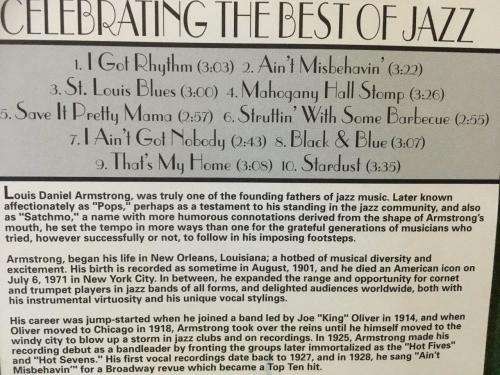 CELEBRATING THE BEST OF JAZZ
1. I Got Rhythm (3:03) 2. Ain't Misbehavin' (3:22)
3. St. Louis Blues (3:00) 4. Mahogany Hall Stomp (3:26)
5. Save It Pretty Mama (2:57) 6. Struttin' With Some Barbecue (2:55)
7. I Ain't Got Nobody (2:43) 8. Black & Blue (3:07)
9. That's My Home (3:08) 10. Stardust (3:35)
Louis Daniel Armstrong, was truly one of the founding fathers of jazz music. Later known
affectionately as "Pops," perhaps as a testament to his standing in the jazz community, and also
as "Satchmo," a name with more humorous connotations derived from the shape of Armstrong's
mouth, he set the tempo in more ways than one for the grateful generations of musicians who
tried, however successfully or not, to follow in his imposing footsteps.
Armstrong, began his life in New Orleans, Louisiana; a hotbed of musical diversity and
excitement. His birth is recorded as sometime in August, 1901, and he died an American icon on
July 6, 1971 in New York City. In between, he expanded the range and opportunity for cornet
and trumpet players in jazz bands of all forms, and delighted audiences worldwide, both with
his instrumental virtuosity and his unique vocal stylings.
His career was jump-started when he joined a band led by Joe "King" Oliver in 1914, and when
Oliver moved to Chicago in 1918, Armstrong took over the reins until he himself moved to the
windy city to blow up a storm in jazz clubs and on recordings. In 1925, Armstrong made his
recording debut as a bandleader by fronting the groups later immortalized as the "Hot Fives"
and "Hot Sevens." His first vocal recordings date back to 1927, and in 1928, he sang "Ain't
Misbehavin'" for a Broadway revue which became a Top Ten hit.